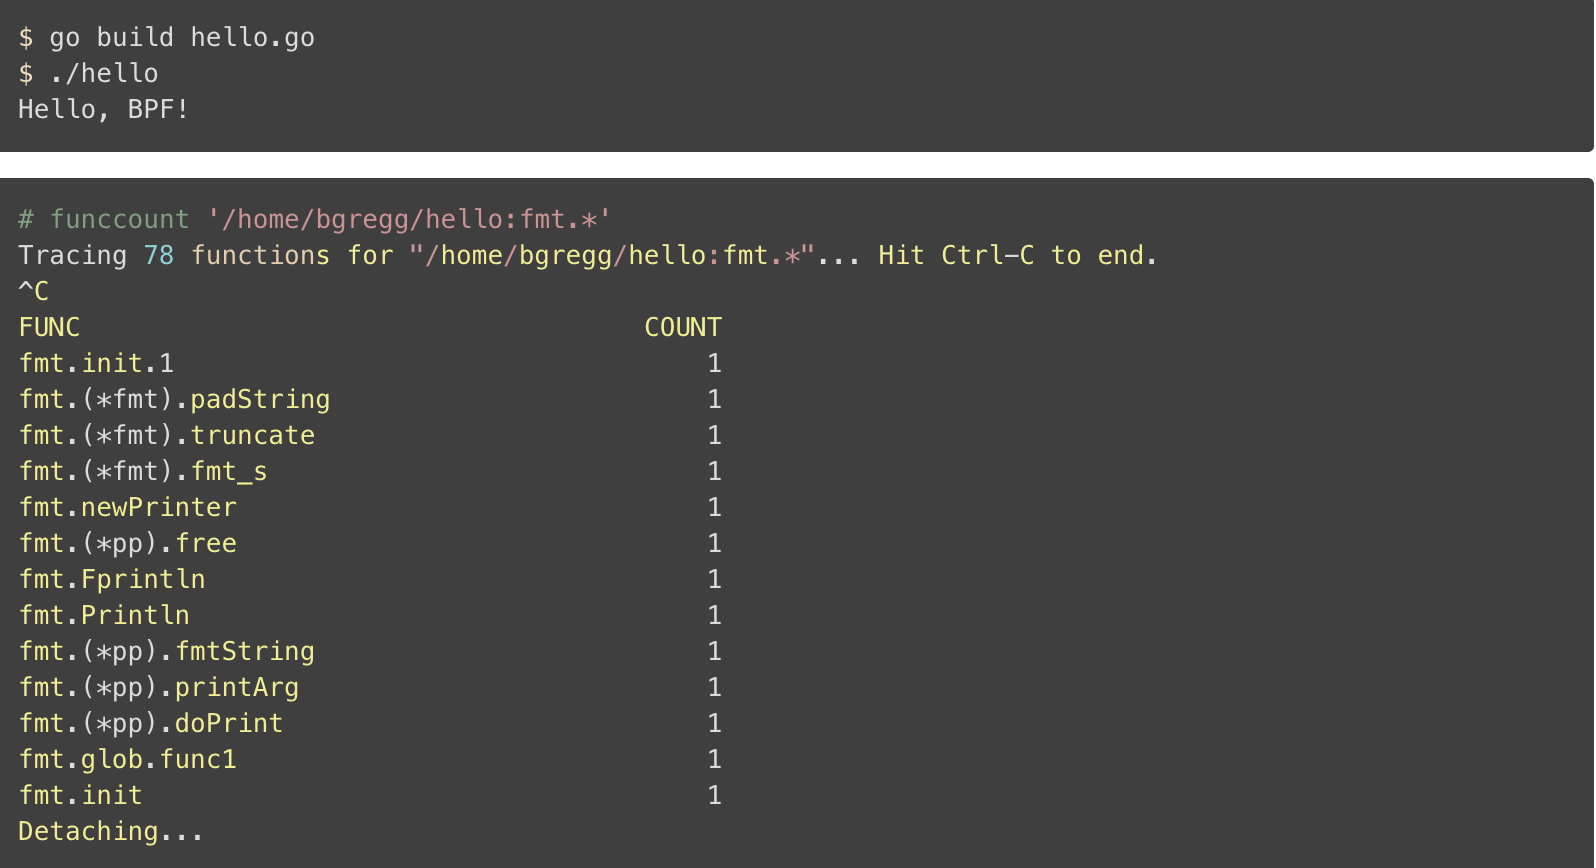 $ go build hello.go
$ ./hello
Hello, BPF!
# funccount '/home/bgregg/hello:fmt.*'
Tracing 78 functions for "/home/bgregg/hello:fmt.*"... Hit Ctrl-C to end.
^C
FUNC                                    COUNT
fmt.init.1                                  1
fmt.(*fmt).padString                        1
fmt.(*fmt).truncate                         1
fmt.(*fmt).fmt_s                            1
fmt.newPrinter                              1
fmt.(*pp).free                              1
fmt.Fprintln                                1
fmt.Println                                 1
fmt.(*pp).fmtString                         1
fmt.(*pp).printArg                          1
fmt.(*pp).doPrint                           1
fmt.glob.func1                              1
fmt.init                                    1
Detaching...